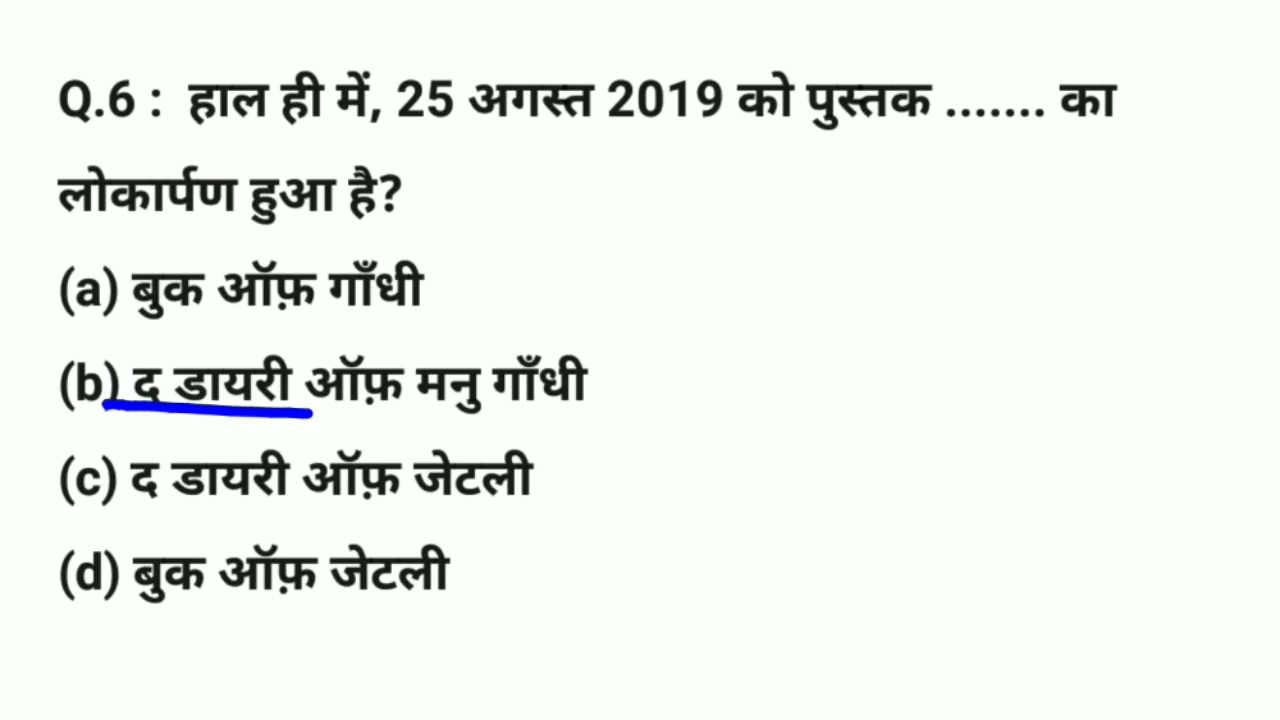 Q.6 : हाल ही में, 25 अगस्त 2019 को पुस्तक ....... का
लोकार्पण हुआ है?
(a) बुक ऑफ़ गाँधी
(b) द डायरी ऑफ़ मनु गाँधी
(c) द डायरी ऑफ़ जेटली
(d) बुक ऑफ़ जेटली